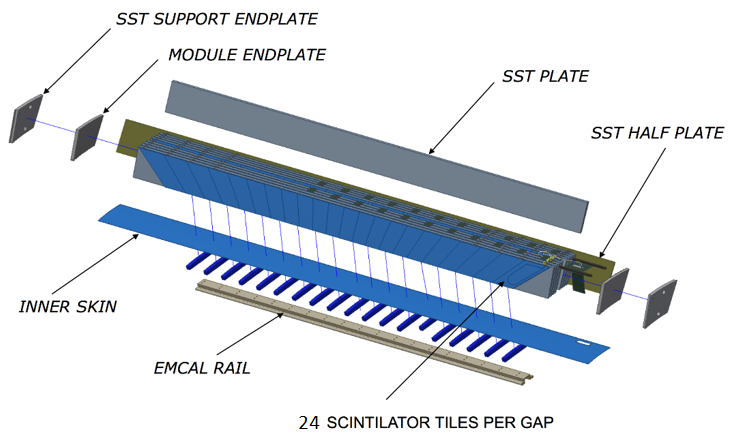 SST SUPPORT ENDPLATE
MODULE ENDPLATE
SST PLATE
SST HALF PLATE
INNER SKIN
EMCAL RAIL
24 SCINTILATOR TILES PER GAP